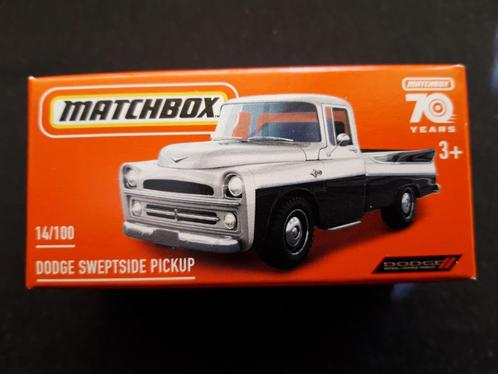 MATCHBOX
MATCHBOX
70
YEARS
3+
14/100
DODGE SWEPTSIDE PICKUP
DODGE